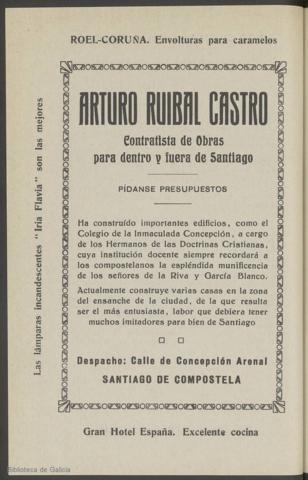 ROEL-CORUÑA. Envolturas para caramelos
Las lámparas incandescentes "Iria Flavia" son las mejores
ARTURO RUIBAL CASTRO
Contratista de Obras
para dentro y fuera de Santiago
PÍDANSE PRESUPUESTOS
Ha construído importantes edificios, como el
Colegio de la Inmaculada Concepción, a cargo
de los Hermanos de las Doctrinas Cristianas,
cuya institución docente siempre recordará a
los compostelanos la espléndida munificencia
de los señores de la Riva y García Blanco.
Actualmente construye varias casas en la zona
del ensanche de la ciudad, de la que resulta
ser el más entusiasta, labor que debiera tener
muchos imitadores para bien de Santiago
Despacho: Calle de Concepción Arenal
SANTIAGO DE COMPOSTELA
Gran Hotel España. Excelente cocina
Biblioteca de Galicia